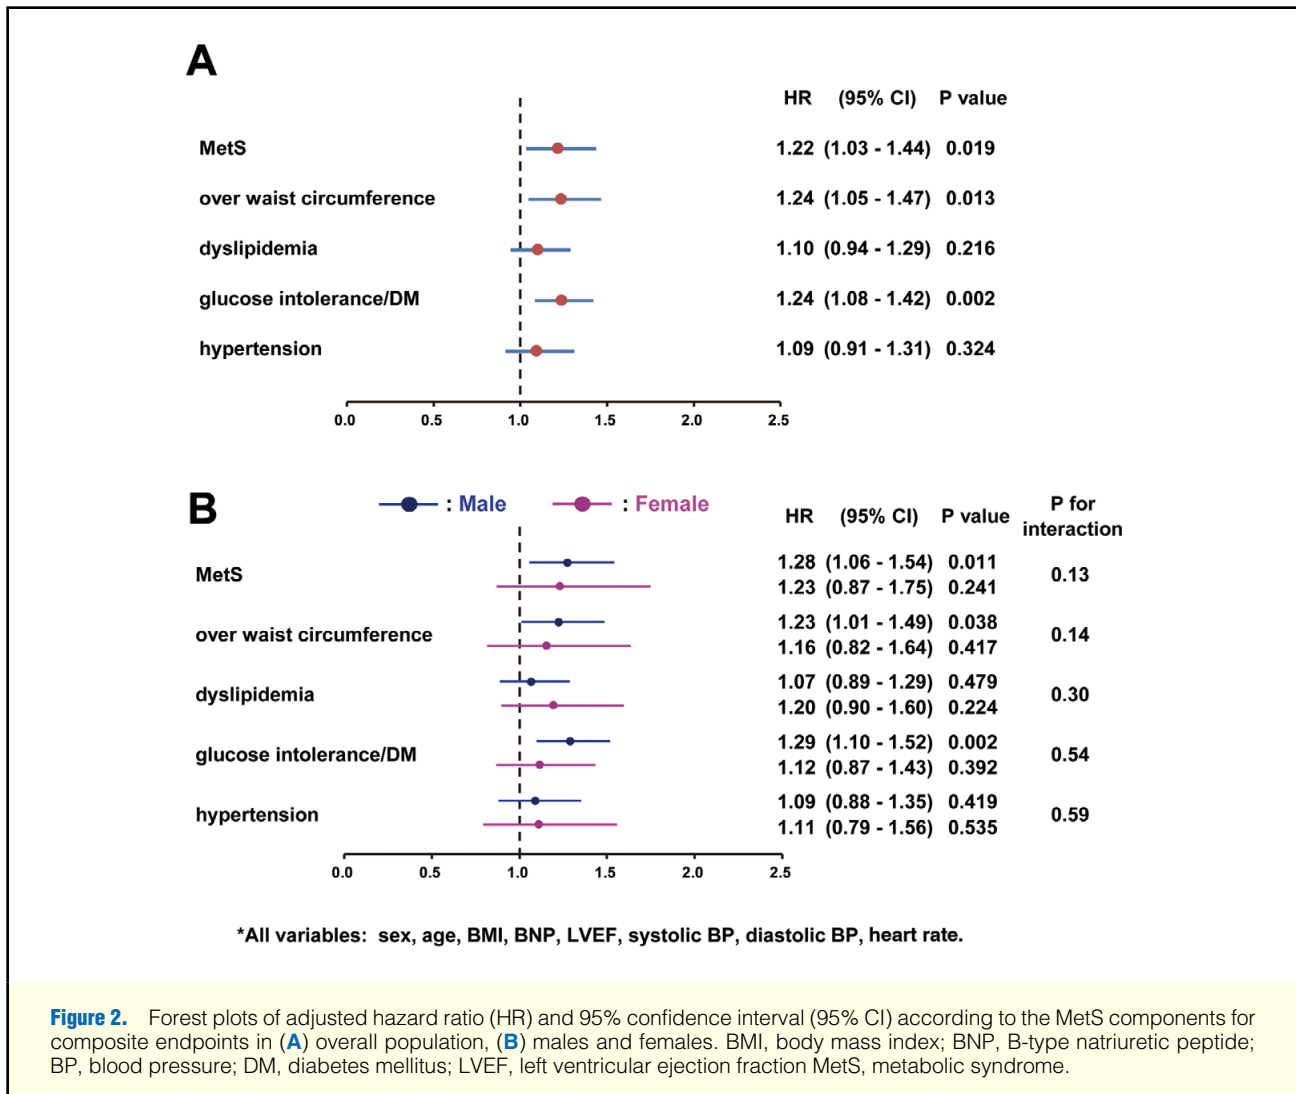 A
HR (95% CI) P value
MetS 1.22 (1.03 - 1.44) 0.019
over waist circumference 1.24 (1.05 - 1.47) 0.013
dyslipidemia 1.10 (0.94 - 1.29) 0.216
glucose intolerance/DM 1.24 (1.08 - 1.42) 0.002
hypertension 1.09 (0.91 - 1.31) 0.324
0.0 0.5 1.0 1.5 2.0 2.5
B
: Male : Female
HR (95% CI) P value P for interaction
MetS
1.28 (1.06 - 1.54) 0.011
1.23 (0.87 - 1.75) 0.241
0.13
over waist circumference
1.23 (1.01 - 1.49) 0.038
1.16 (0.82 - 1.64) 0.417
0.14
dyslipidemia
1.07 (0.89 - 1.29) 0.479
1.20 (0.90 - 1.60) 0.224
0.30
glucose intolerance/DM
1.29 (1.10 - 1.52) 0.002
1.12 (0.87 - 1.43) 0.392
0.54
hypertension
1.09 (0.88 - 1.35) 0.419
1.11 (0.79 - 1.56) 0.535
0.59
0.0 0.5 1.0 1.5 2.0 2.5
*All variables: sex, age, BMI, BNP, LVEF, systolic BP, diastolic BP, heart rate.
Figure 2. Forest plots of adjusted hazard ratio (HR) and 95% confidence interval (95% CI) according to the MetS components for
composite endpoints in (A) overall population, (B) males and females. BMI, body mass index; BNP, B-type natriuretic peptide;
BP, blood pressure; DM, diabetes mellitus; LVEF, left ventricular ejection fraction MetS, metabolic syndrome.